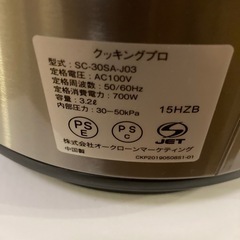 クッキングプロ
型式：SC-30SA-J03
定格電圧：AC100V
定格周波数：50/60Hz
定格消費電力：700W
容量：3.2ℓ
内部圧力：30~50kPa
15HZB
PS
E
PS
C
S
JET
株式会社オークローンマーケティング
中国製
CKP2019050851-01